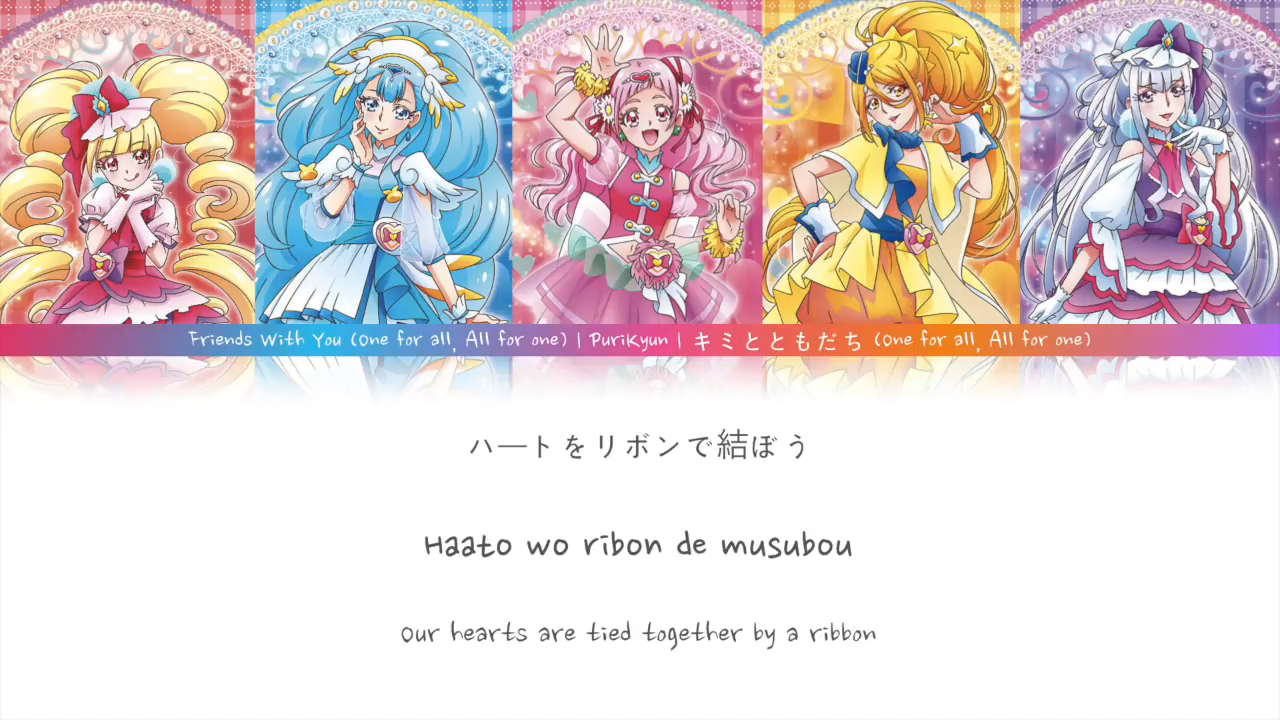 Friends With You (One for all, All for one) | PuriKyun | キミとともだち (One for all, All for one)
ハートをリボンで結ぼう
Haato wo ribon de musubou
Our hearts are tied together by a ribbon